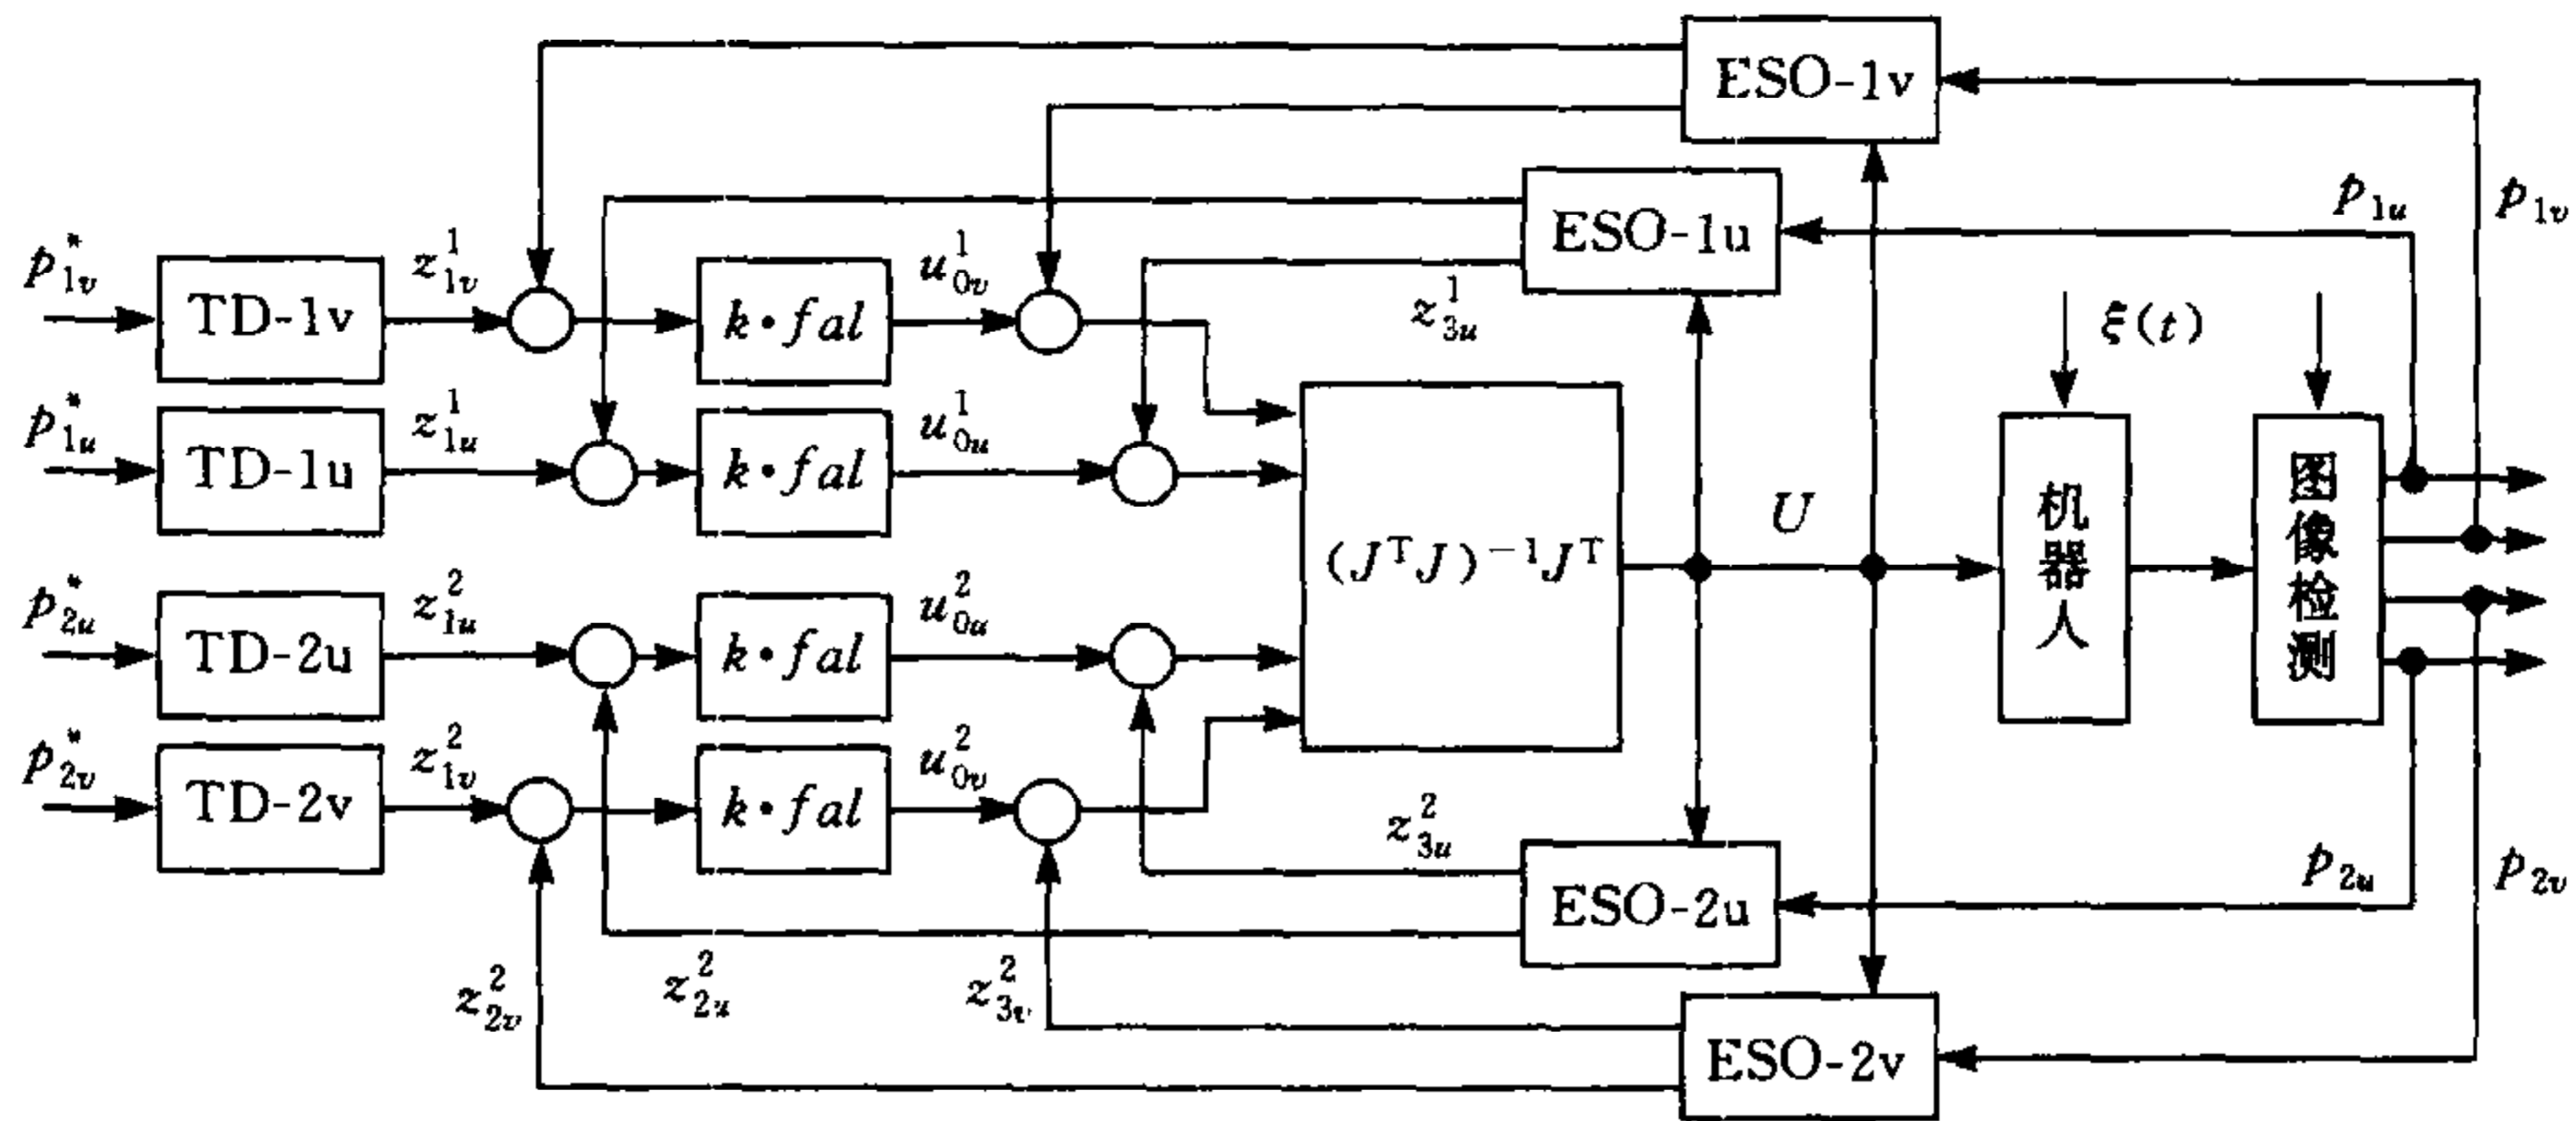 ESO-1v
p₁ᵤ
p₁ᵥ
ESO-1u
p*₁ᵥ
TD-1v
z¹₁ᵥ
k·fal
u¹₀ᵥ
z¹₃ᵤ
ξ(t)
p*₁ᵤ
TD-1u
z¹₁ᵤ
k·fal
u¹₀ᵤ
(JᵀJ)⁻¹Jᵀ
U
机器人
图像检测
p*₂ᵤ
TD-2u
z²₁ᵤ
k·fal
u²₀ᵤ
p*₂ᵥ
TD-2v
z²₁ᵥ
k·fal
u²₀ᵥ
z²₃ᵤ
ESO-2u
p₂ᵤ
p₂ᵥ
z²₂ᵥ
z²₂ᵤ
z²₃ᵥ
ESO-2v